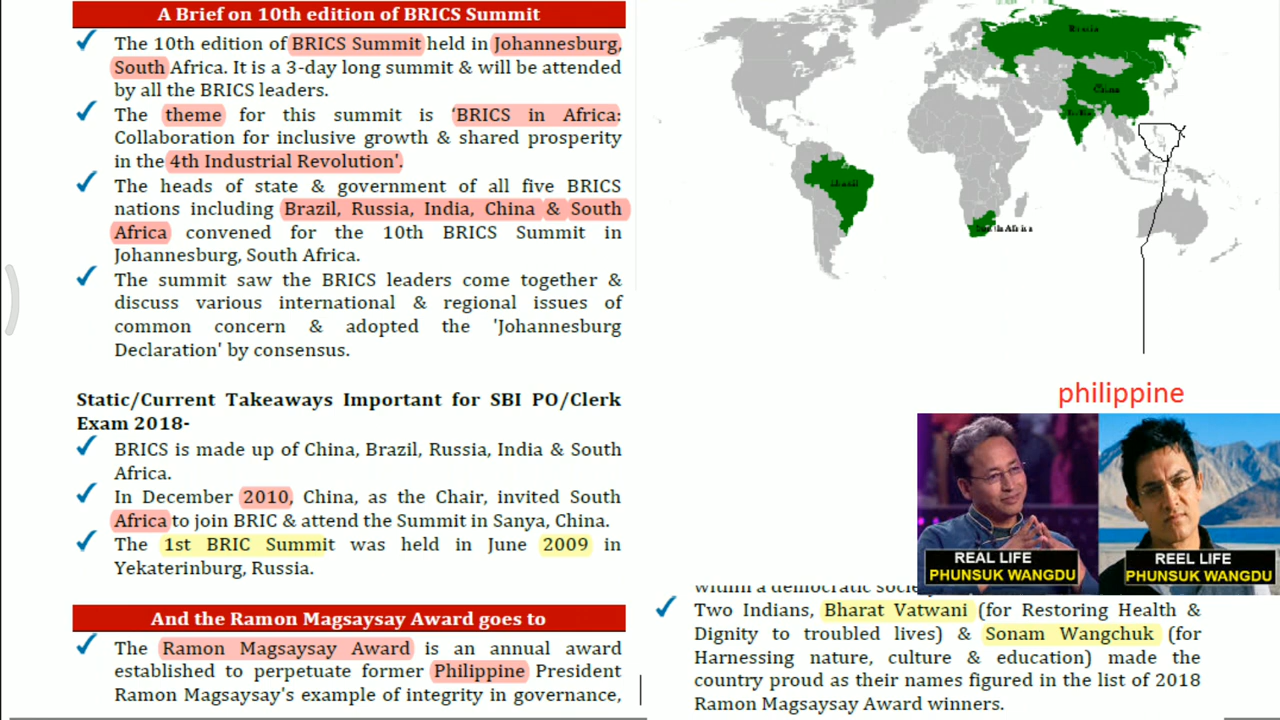 A Brief on 10th edition of BRICS Summit
The 10th edition of BRICS Summit held in Johannesburg,
South Africa. It is a 3-day long summit & will be attended
by all the BRICS leaders.
The theme for this summit is 'BRICS in Africa:
Collaboration for inclusive growth & shared prosperity
in the 4th Industrial Revolution'.
The heads of state & government of all five BRICS
nations including Brazil, Russia, India, China & South
Africa convened for the 10th BRICS Summit in
Johannesburg, South Africa.
The summit saw the BRICS leaders come together &
discuss various international & regional issues of
common concern & adopted the 'Johannesburg
Declaration' by consensus.
Static/Current Takeaways Important for SBI PO/Clerk
Exam 2018-
BRICS is made up of China, Brazil, Russia, India & South
Africa.
In December 2010, China, as the Chair, invited South
Africa to join BRIC & attend the Summit in Sanya, China.
The 1st BRIC Summit was held in June 2009 in
Yekaterinburg, Russia.
And the Ramon Magsaysay Award goes to
The Ramon Magsaysay Award is an annual award
established to perpetuate former Philippine President
Ramon Magsaysay's example of integrity in governance,
Russia
China
India
Brazil
South Africa
philippine
REAL LIFE
PHUNSUK WANGDU
REEL LIFE
PHUNSUK WANGDU
within a democratic
Two Indians, Bharat Vatwani (for Restoring Health &
Dignity to troubled lives) & Sonam Wangchuk (for
Harnessing nature, culture & education) made the
country proud as their names figured in the list of 2018
Ramon Magsaysay Award winners.